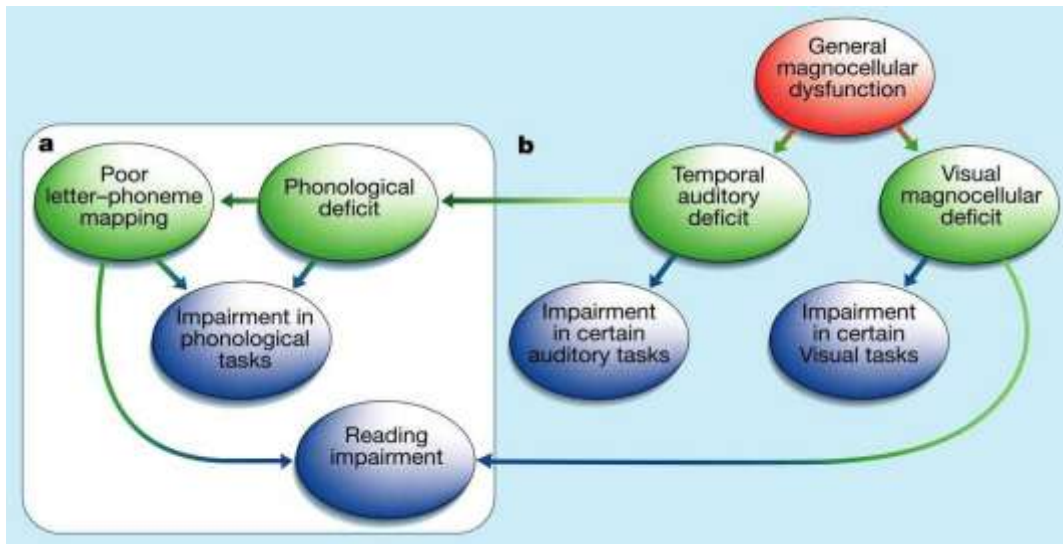 General
magnocellular
dysfunction
a
Poor
letter–phoneme
mapping
Phonological
deficit
b
Temporal
auditory
deficit
Visual
magnocellular
deficit
Impairment in
phonological
tasks
Impairment
in certain
auditory tasks
Impairment
in certain
Visual tasks
Reading
impairment